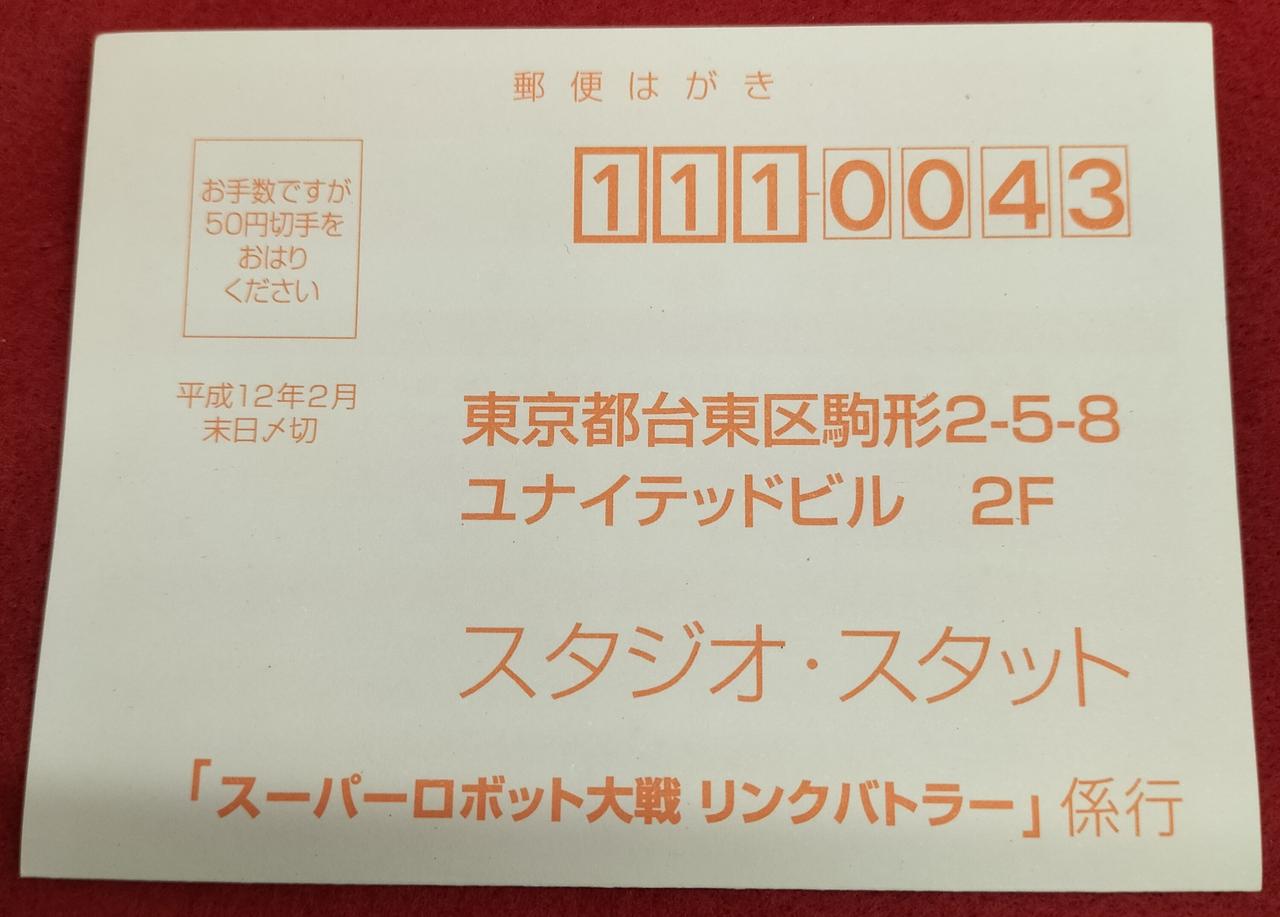 郵便はがき
お手数ですが
50円切手を
おはり
ください
111-0043
平成12年2月
末日〆切
東京都台東区駒形2-5-8
ユナイテッドビル　2F
スタジオ・スタット
「スーパーロボット大戦 リンクバトラー」係行